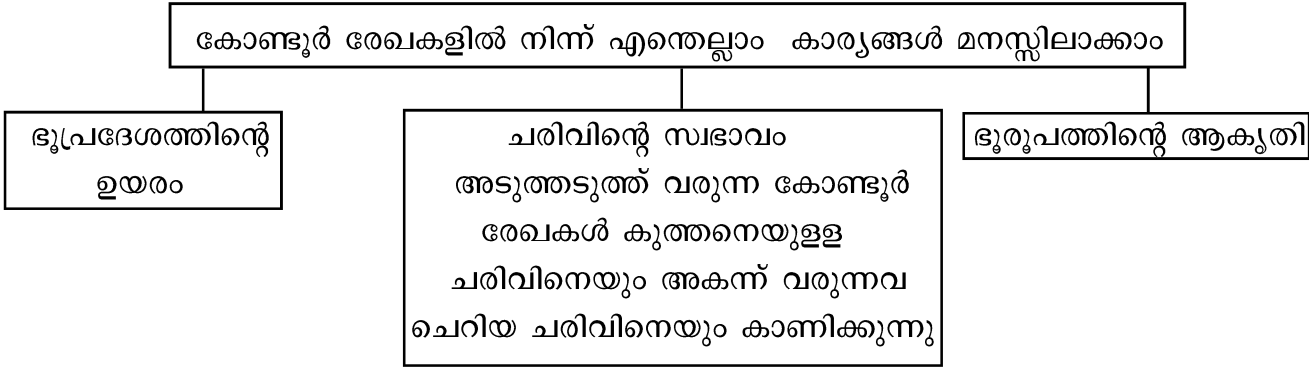 കോണ്ടൂർ രേഖകളിൽ നിന്ന് എന്തെല്ലാം കാര്യങ്ങൾ മനസ്സിലാക്കാം
ഭൂപ്രദേശത്തിന്റെ
ഉയരം
ചരിവിന്റെ സ്വഭാവം
അടുത്തടുത്ത് വരുന്ന കോണ്ടൂർ
രേഖകൾ കുത്തനെയുളള
ചരിവിനെയും അകന്ന് വരുന്നവ
ചെറിയ ചരിവിനെയും കാണിക്കുന്നു
ഭൂരൂപത്തിന്റെ ആകൃതി